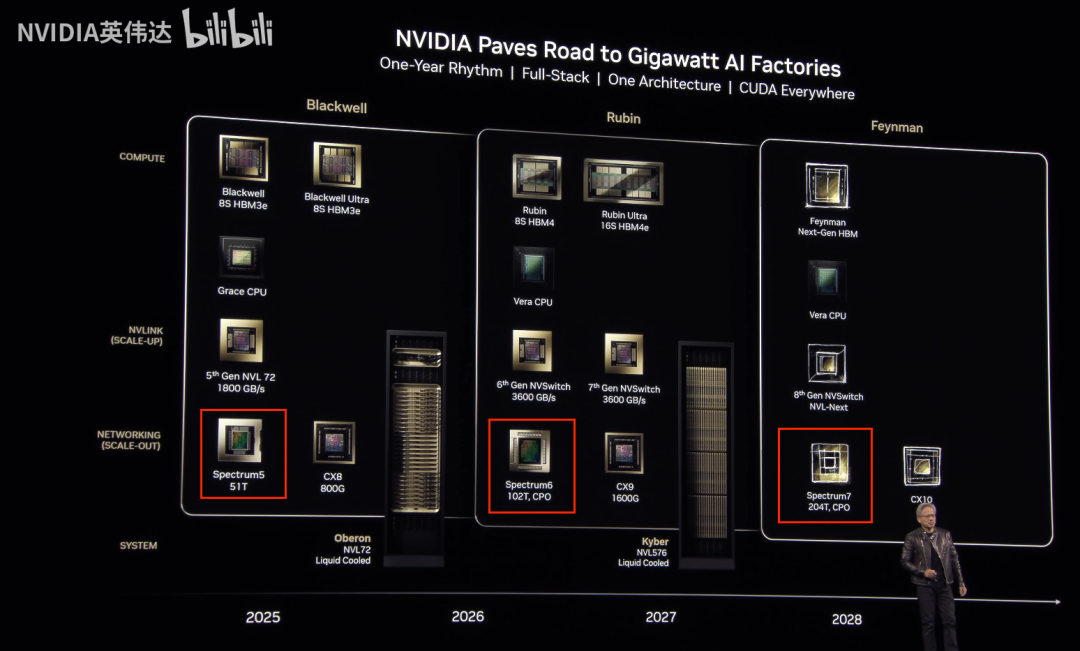 NVIDIA英伟达 bilibili
NVIDIA Paves Road to Gigawatt AI Factories
One-Year Rhythm | Full-Stack | One Architecture | CUDA Everywhere
Blackwell
Rubin
Feynman
COMPUTE
Blackwell
8S HBM3e
Blackwell Ultra
8S HBM3e
Rubin
8S HBM4
Rubin Ultra
16S HBM4e
Feynman
Next-Gen HBM
Grace CPU
Vera CPU
Vera CPU
NVLINK
(SCALE-UP)
5th Gen NVL 72
1800 GB/s
6th Gen NVSwitch
3600 GB/s
7th Gen NVSwitch
3600 GB/s
8th Gen NVSwitch
NVL-Next
NETWORKING
(SCALE-OUT)
Spectrum5
51T
CX8
800G
Spectrum6
102T, CPO
CX9
1600G
Spectrum7
204T, CPO
CX10
SYSTEM
Oberon
NVL72
Liquid Cooled
Kyber
NVL576
Liquid Cooled
2025
2026
2027
2028